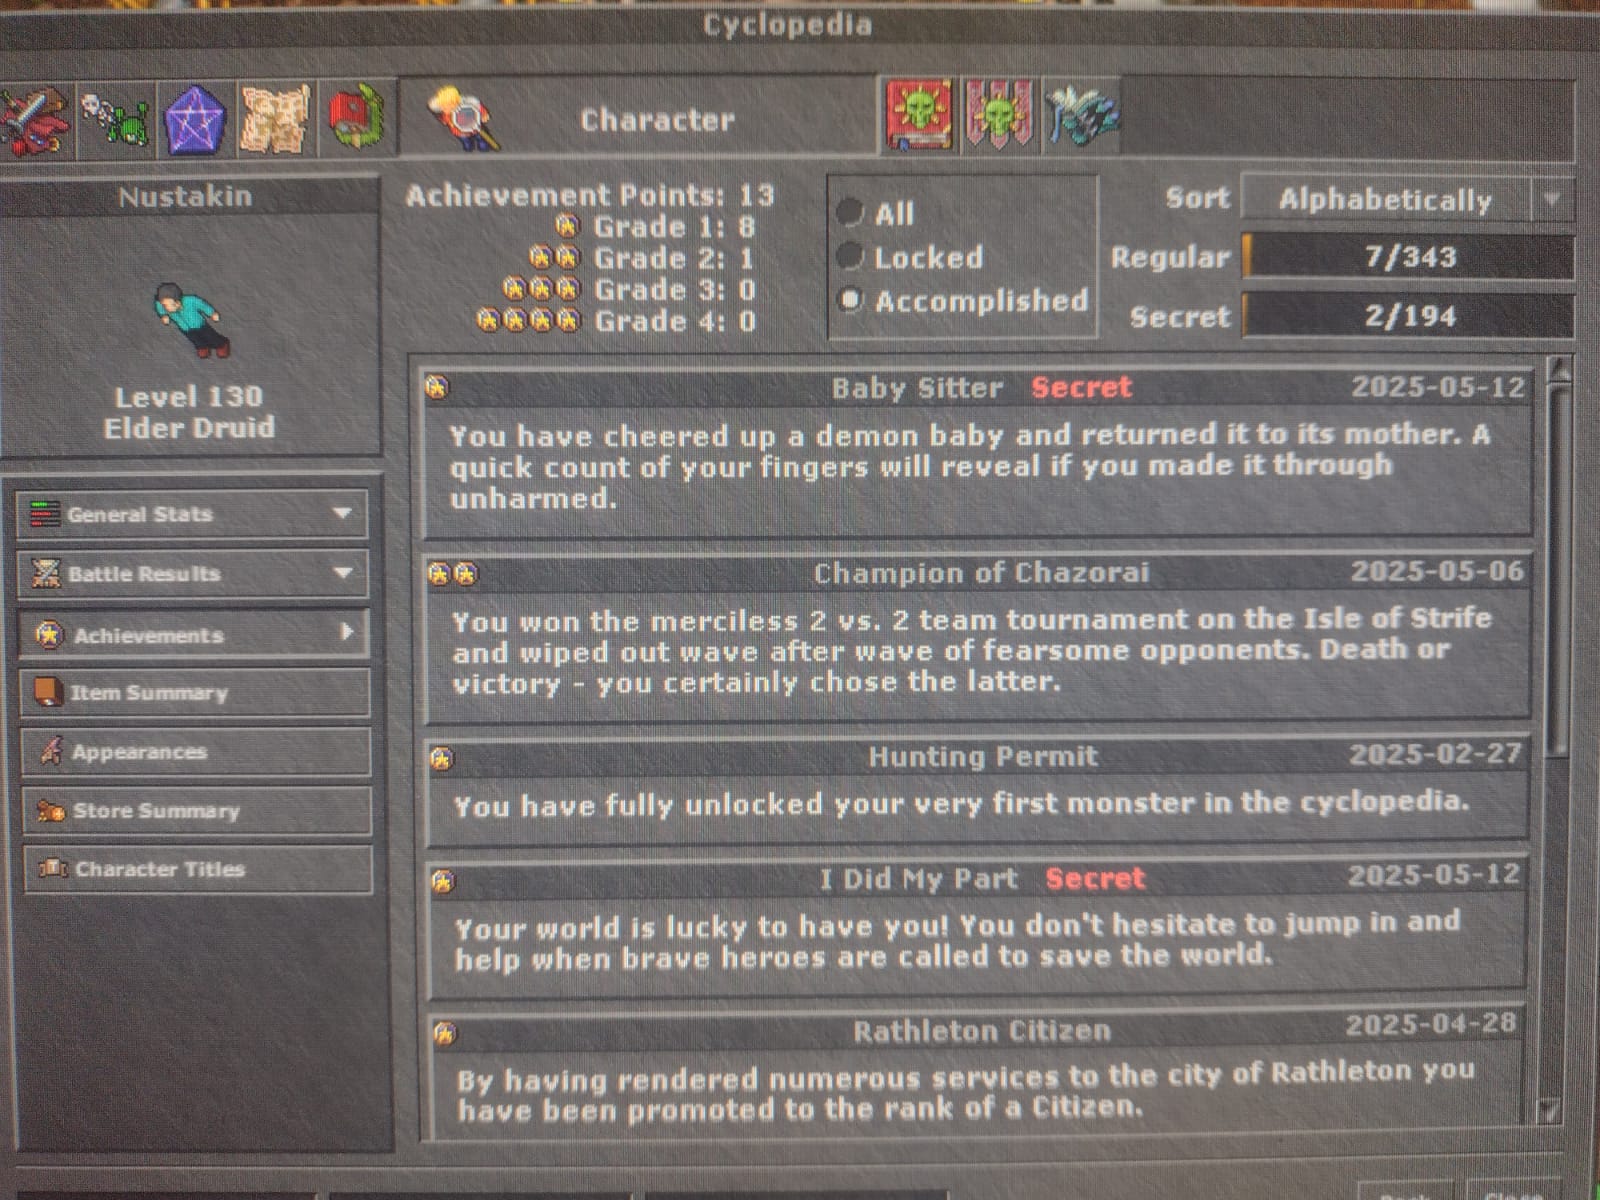 Cyclopedia
Character
Nustakin
Level 130
Elder Druid
General Stats
Battle Results
Achievements
Item Summary
Appearances
Store Summary
Character Titles
Achievement Points: 13
Grade 1: 8
Grade 2: 1
Grade 3: 0
Grade 4: 0
All
Locked
Accomplished
Sort Alphabetically
Regular 7/343
Secret 2/194
Baby Sitter Secret 2025-05-12
You have cheered up a demon baby and returned it to its mother. A
quick count of your fingers will reveal if you made it through
unharmed.
Champion of Chazorai 2025-05-06
You won the merciless 2 vs. 2 team tournament on the Isle of Strife
and wiped out wave after wave of fearsome opponents. Death or
victory - you certainly chose the latter.
Hunting Permit 2025-02-27
You have fully unlocked your very first monster in the cyclopedia.
I Did My Part Secret 2025-05-12
Your world is lucky to have you! You don't hesitate to jump in and
help when brave heroes are called to save the world.
Rathleton Citizen 2025-04-28
By having rendered numerous services to the city of Rathleton you
have been promoted to the rank of a Citizen.